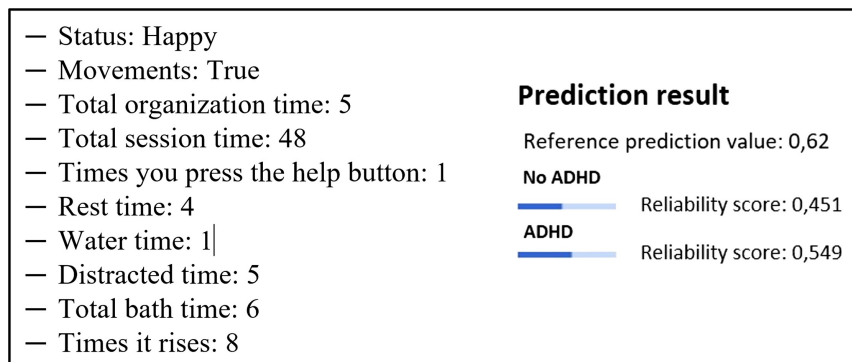 — Status: Happy
— Movements: True
— Total organization time: 5
— Total session time: 48
— Times you press the help button: 1
— Rest time: 4
— Water time: 1
— Distracted time: 5
— Total bath time: 6
— Times it rises: 8
Prediction result
Reference prediction value: 0,62
No ADHD
Reliability score: 0,451
ADHD
Reliability score: 0,549